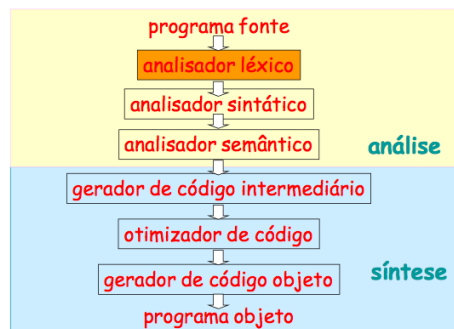 programa fonte
analisador léxico
analisador sintático
analisador semântico
análise
gerador de código intermediário
otimizador de código
gerador de código objeto
síntese
programa objeto